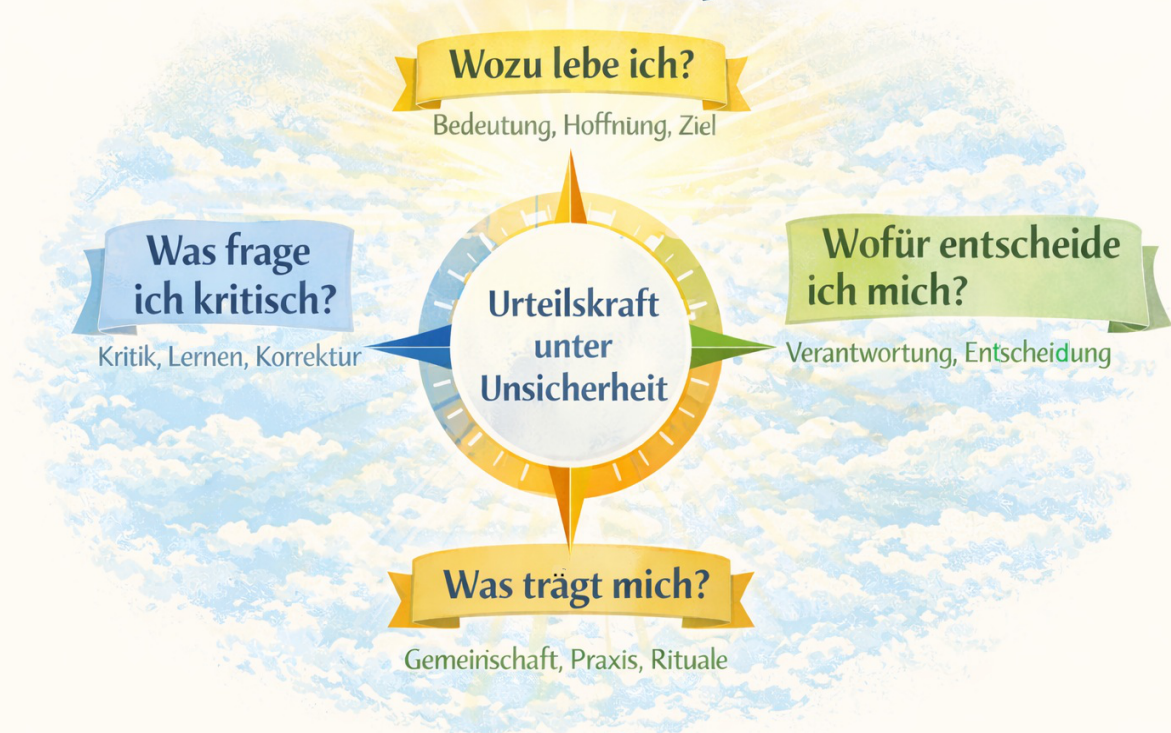 Wozu lebe ich?
Bedeutung, Hoffnung, Ziel
Was frage
ich kritisch?
Kritik, Lernen, Korrektur
Urteilskraft
unter
Unsicherheit
Wofür entscheide
ich mich?
Verantwortung, Entscheidung
Was trägt mich?
Gemeinschaft, Praxis, Rituale